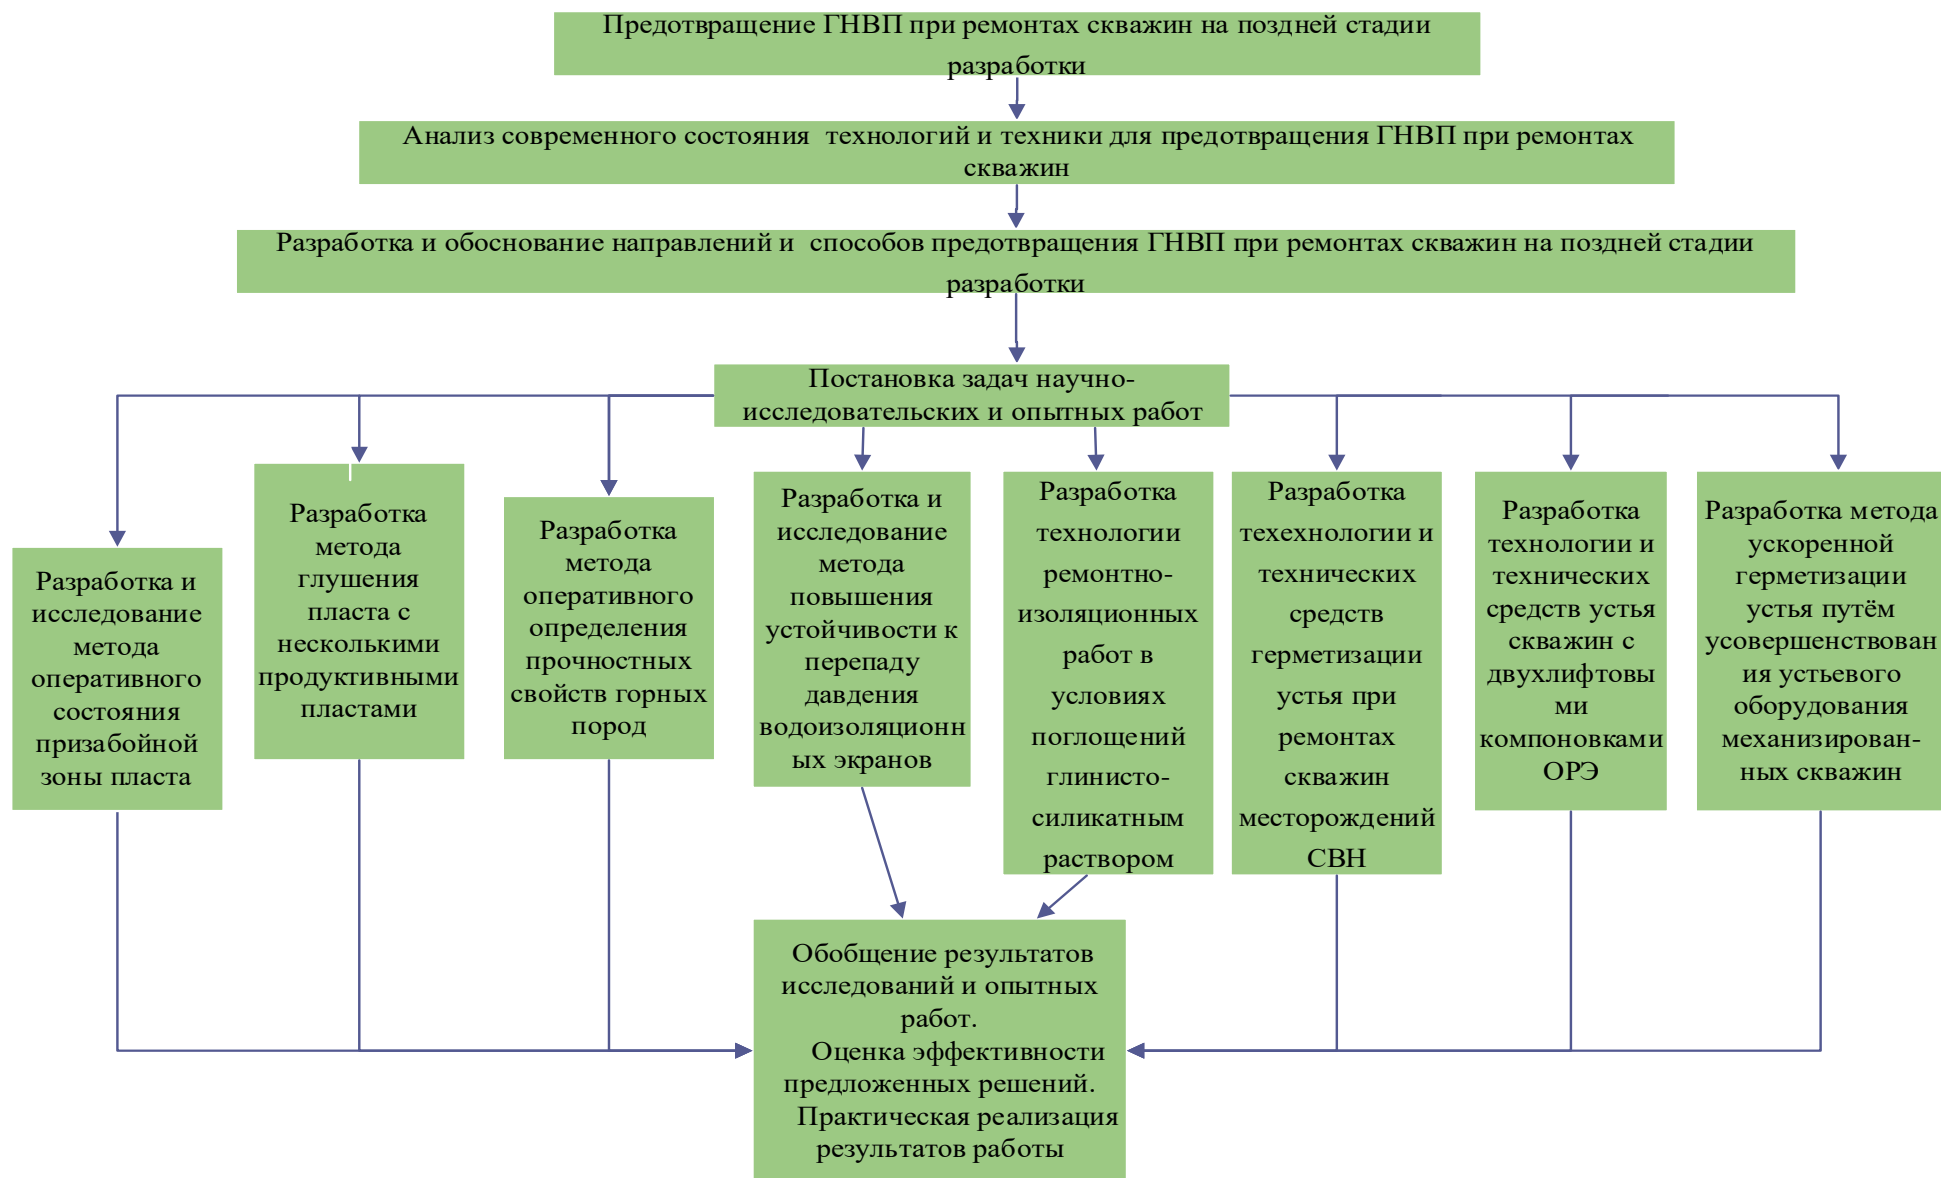 Предотвращение ГНВП при ремонтах скважин на поздней стадии
разработки
Анализ современного состояния технологий и техники для предотвращения ГНВП при ремонтах
скважин
Разработка и обоснование направлений и способов предотвращения ГНВП при ремонтах скважин на поздней стадии
разработки
Постановка задач научно-
исследовательских и опытных работ
Разработка и
исследование
метода
оперативного
состояния
призабойной
зоны пласта
Разработка
метода
глушения
пласта с
несколькими
продуктивными
пластами
Разработка
метода
оперативного
определения
прочностных
свойств горных
пород
Разработка и
исследование
метода
повышения
устойчивости к
перепаду
давдения
водоизоляционн
ых экранов
Разработка
технологии
ремонтно-
изоляционных
работ в
условиях
поглощений
глинисто-
силикатным
раствором
Разработка
техехнологии и
технических
средств
герметизации
устья при
ремонтах
скважин
месторождений
СВН
Разработка
технологии и
технических
средств устья
скважин с
двухлифтовы
ми
компоновками
ОРЭ
Разработка метода
ускоренной
герметизации
устья путём
усовершенствован
ия устьевого
оборудования
механизирован-
ных скважин
Обобщение результатов
исследований и опытных
работ.
Оценка эффективности
предложенных решений.
Практическая реализация
результатов работы